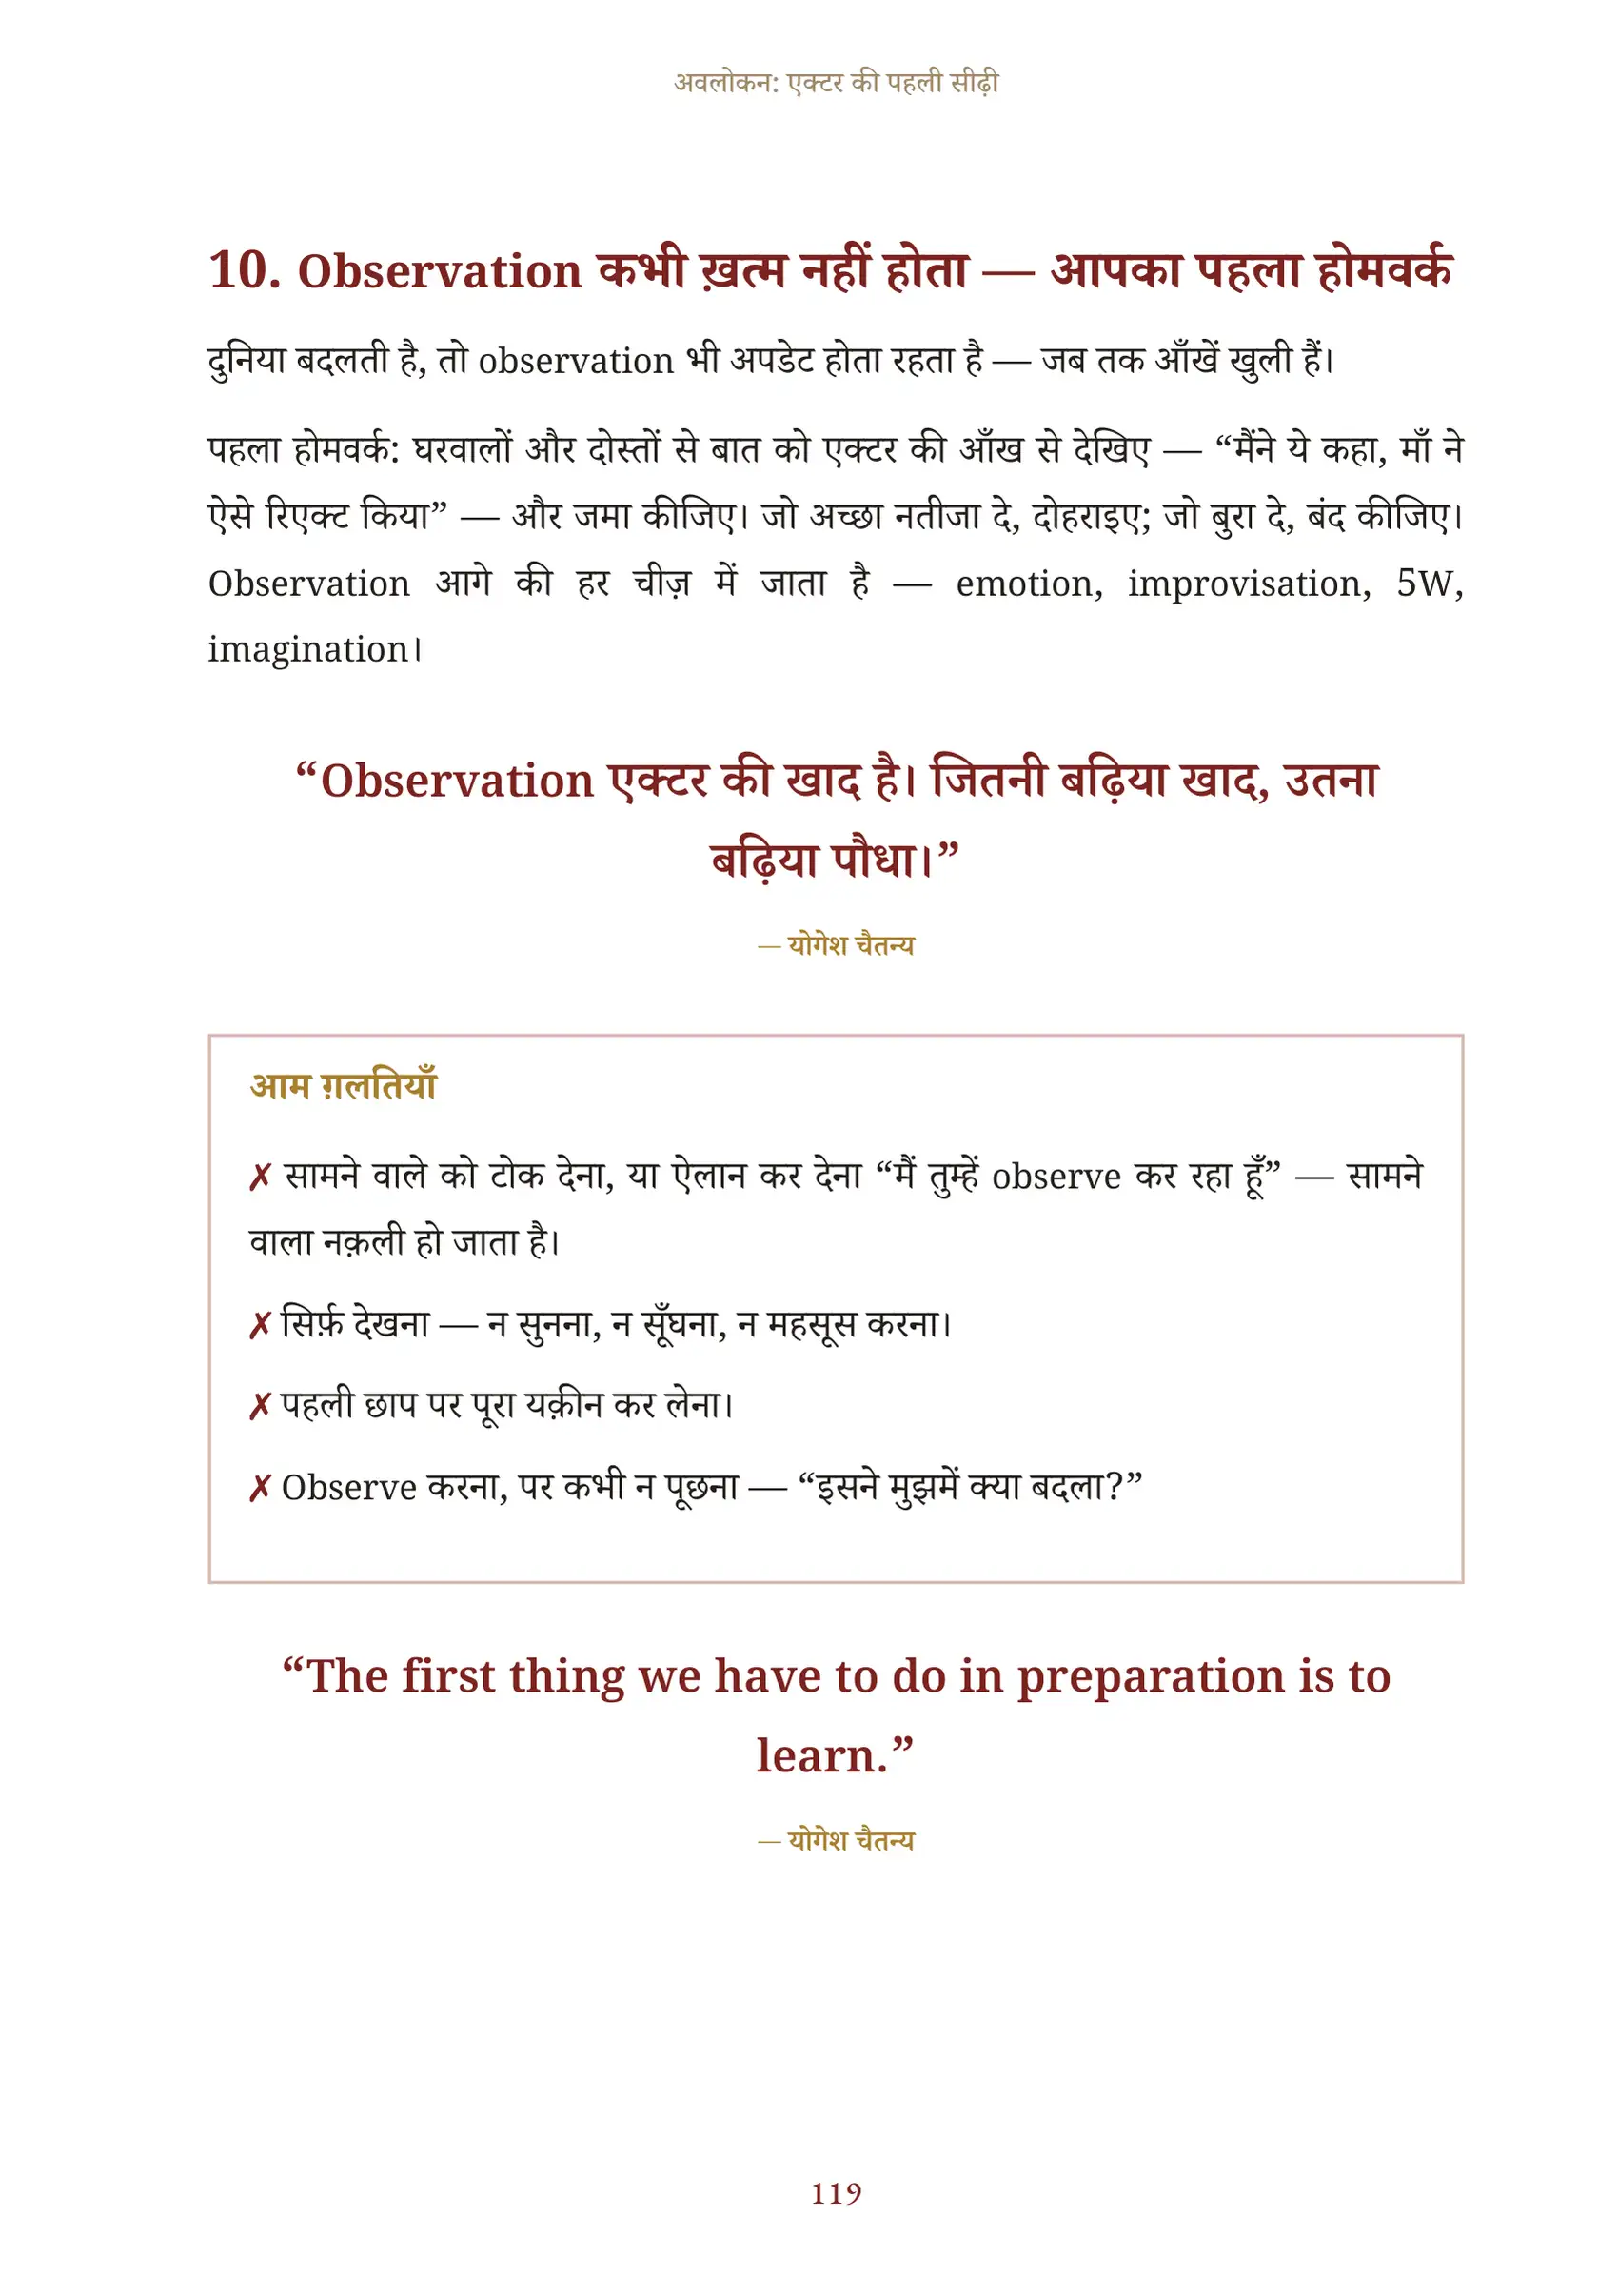 अवलोकन: एक्टर की पहली सीढ़ी
10. Observation कभी ख़त्म नहीं होता — आपका पहला होमवर्क
दुनिया बदलती है, तो observation भी अपडेट होता रहता है — जब तक आँखें खुली हैं।
पहला होमवर्क: घरवालों और दोस्तों से बात को एक्टर की आँख से देखिए — “मैंने ये कहा, माँ ने
ऐसे रिएक्ट किया” — और जमा कीजिए। जो अच्छा नतीजा दे, दोहराइए; जो बुरा दे, बंद कीजिए।
Observation आगे की हर चीज़ में जाता है — emotion, improvisation, 5W,
imagination।
“Observation एक्टर की खाद है। जितनी बढ़िया खाद, उतना
बढ़िया पौधा।”
— योगेश चैतन्य
आम ग़लतियाँ
✗ सामने वाले को टोक देना, या ऐलान कर देना “मैं तुम्हें observe कर रहा हूँ” — सामने
वाला नक़ली हो जाता है।
✗ सिर्फ़ देखना — न सुनना, न सूँघना, न महसूस करना।
✗ पहली छाप पर पूरा यक़ीन कर लेना।
✗ Observe करना, पर कभी न पूछना — “इसने मुझमें क्या बदला?”
“The first thing we have to do in preparation is to
learn.”
— योगेश चैतन्य
119